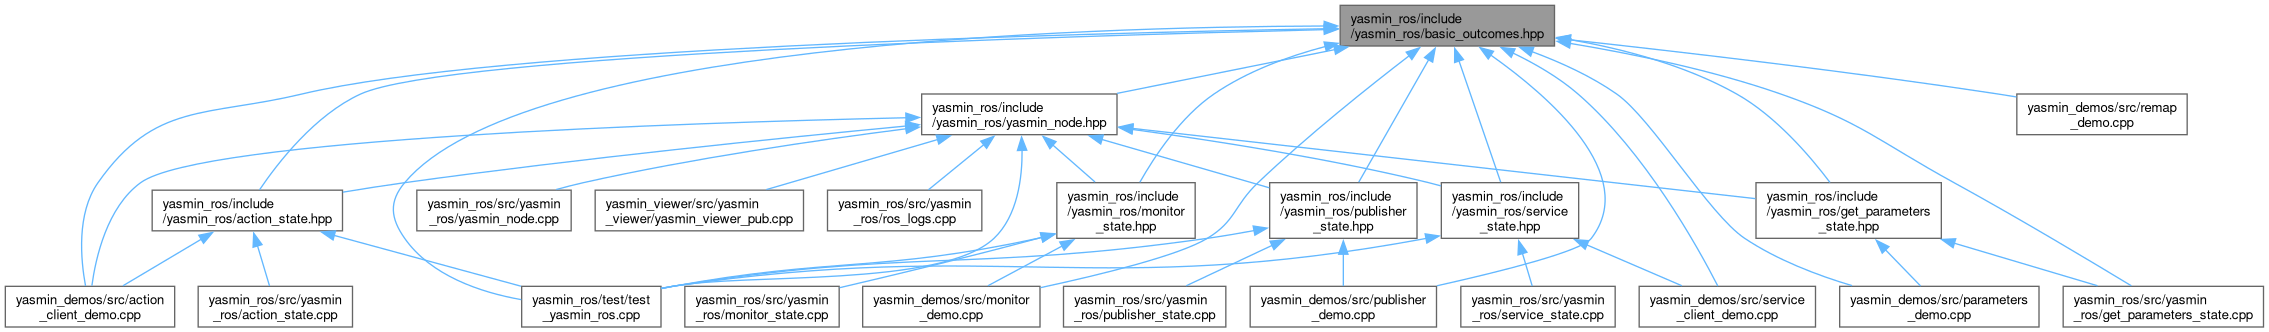 yasmin_ros/include
/yasmin_ros/basic_outcomes.hpp
yasmin_ros/include
/yasmin_ros/yasmin_node.hpp
yasmin_demos/src/remap
_demo.cpp
yasmin_ros/include
/yasmin_ros/action_state.hpp
yasmin_ros/src/yasmin
_ros/yasmin_node.cpp
yasmin_viewer/src/yasmin
_viewer/yasmin_viewer_pub.cpp
yasmin_ros/src/yasmin
_ros/ros_logs.cpp
yasmin_ros/include
/yasmin_ros/monitor
_state.hpp
yasmin_ros/include
/yasmin_ros/publisher
_state.hpp
yasmin_ros/include
/yasmin_ros/service
_state.hpp
yasmin_ros/include
/yasmin_ros/get_parameters
_state.hpp
yasmin_demos/src/action
_client_demo.cpp
yasmin_ros/src/yasmin
_ros/action_state.cpp
yasmin_ros/test/test
_yasmin_ros.cpp
yasmin_ros/src/yasmin
_ros/monitor_state.cpp
yasmin_demos/src/monitor
_demo.cpp
yasmin_ros/src/yasmin
_ros/publisher_state.cpp
yasmin_demos/src/publisher
_demo.cpp
yasmin_ros/src/yasmin
_ros/service_state.cpp
yasmin_demos/src/service
_client_demo.cpp
yasmin_demos/src/parameters
_demo.cpp
yasmin_ros/src/yasmin
_ros/get_parameters_state.cpp